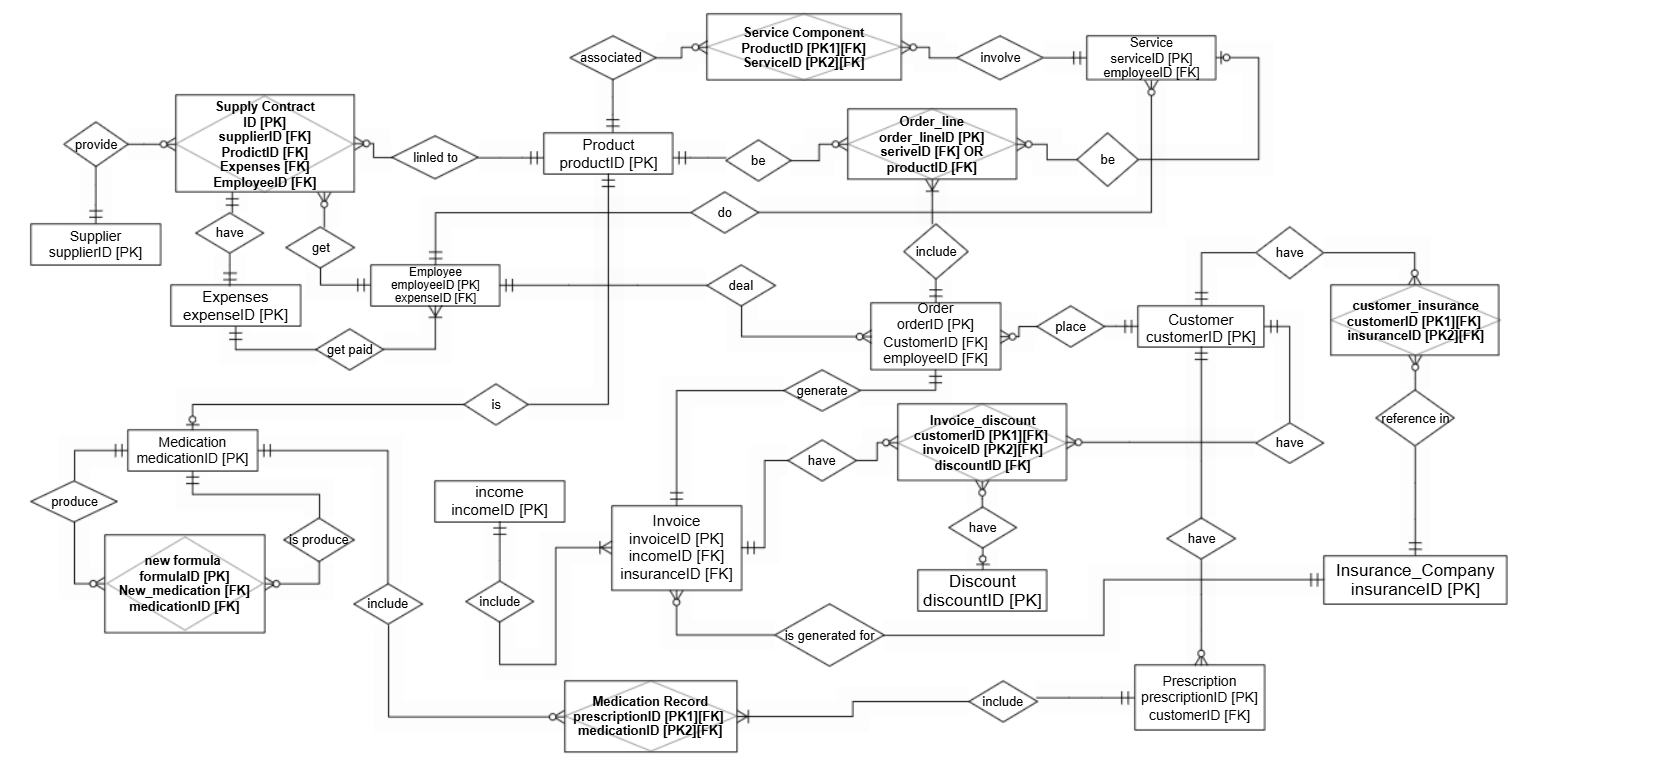 Service Component
ProductID [PK1][FK]
ServiceID [PK2][FK]
associated
involve
Service
serviceID [PK]
employeeID [FK]
Supply Contract
ID [PK]
supplierID [FK]
ProdictID [FK]
Expenses [FK]
EmployeeID [FK]
provide
linled to
Product
productID [PK]
be
Order_line
order_lineID [PK]
seriveID [FK] OR
productID [FK]
be
Supplier
supplierID [PK]
have
get
do
include
have
Expenses
expenseID [PK]
Employee
employeeID [PK]
expenseID [FK]
deal
Order
orderID [PK]
CustomerID [FK]
employeeID [FK]
place
Customer
customerID [PK]
customer_insurance
customerID [PK1][FK]
insuranceID [PK2][FK]
get paid
is
generate
reference in
Medication
medicationID [PK]
Invoice_discount
customerID [PK1][FK]
invoiceID [PK2][FK]
discountID [FK]
have
have
produce
is produce
income
incomeID [PK]
Invoice
invoiceID [PK]
incomeID [FK]
insuranceID [FK]
have
have
new formula
formulaID [PK]
New_medication [FK]
medicationID [FK]
include
include
Discount
discountID [PK]
Insurance_Company
insuranceID [PK]
is generated for
Medication Record
prescriptionID [PK1][FK]
medicationID [PK2][FK]
include
Prescription
prescriptionID [PK]
customerID [FK]